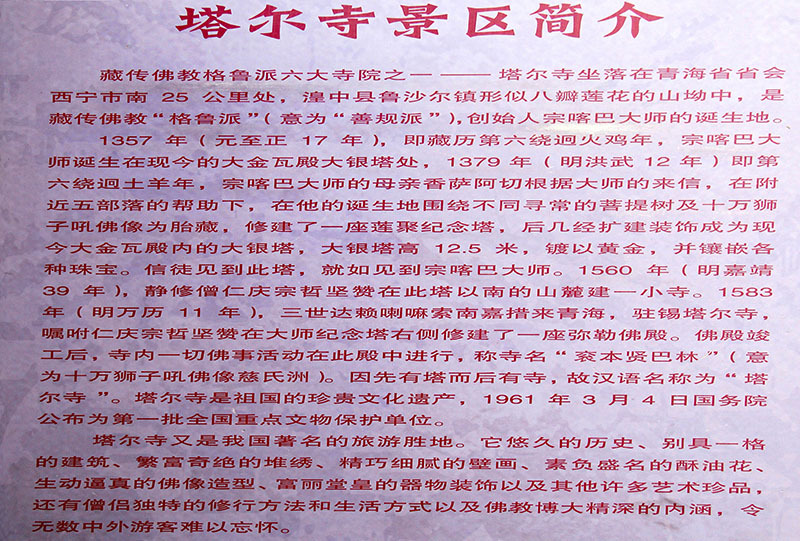 塔尔寺景区简介
藏传佛教格鲁派六大寺院之一——塔尔寺坐落在青海省省会
西宁市南 25 公里处，湟中县鲁沙尔镇形似八瓣莲花的山坳中，是
藏传佛教“格鲁派”（意为“善规派”），创始人宗喀巴大师的诞生地。
1357 年（元至正 17 年），即藏历第六绕迥火鸡年，宗喀巴大
师诞生在现今的大金瓦殿大银塔处，1379 年（明洪武 12 年）即第
六绕迥土羊年，宗喀巴大师的母亲香萨阿切根据大师的来信，在附
近五部落的帮助下，在他的诞生地围绕不同寻常的菩提树及十万狮
子吼佛像为胎藏，修建了一座莲聚纪念塔，后几经扩建装饰成为现
今大金瓦殿内的大银塔，大银塔高 12.5 米，镀以黄金，并镶嵌各
种珠宝。信徒见到此塔，就如见到宗喀巴大师。1560 年（明嘉靖
39 年），静修僧仁庆宗哲坚赞在此塔以南的山麓建一小寺。1583
年（明万历 11 年），三世达赖喇嘛索南嘉措来青海，驻锡塔尔寺，
嘱咐仁庆宗哲坚赞在大师纪念塔右侧修建了一座弥勒佛殿。佛殿竣
工后，寺内一切佛事活动在此殿中进行，称寺名“衮本贤巴林”（意
为十万狮子吼佛像慈氏洲）。因先有塔而后有寺，故汉语名称为“塔
尔寺”。塔尔寺是祖国的珍贵文化遗产，1961 年 3 月 4 日国务院
公布为第一批全国重点文物保护单位。
塔尔寺又是我国著名的旅游胜地。它悠久的历史、别具一格
的建筑、繁富奇绝的堆绣、精巧细腻的壁画、素负盛名的酥油花、
生动逼真的佛像造型、富丽堂皇的器物装饰以及其他许多艺术珍品，
还有僧侣独特的修行方法和生活方式以及佛教博大精深的内涵，令
无数中外游客难以忘怀。